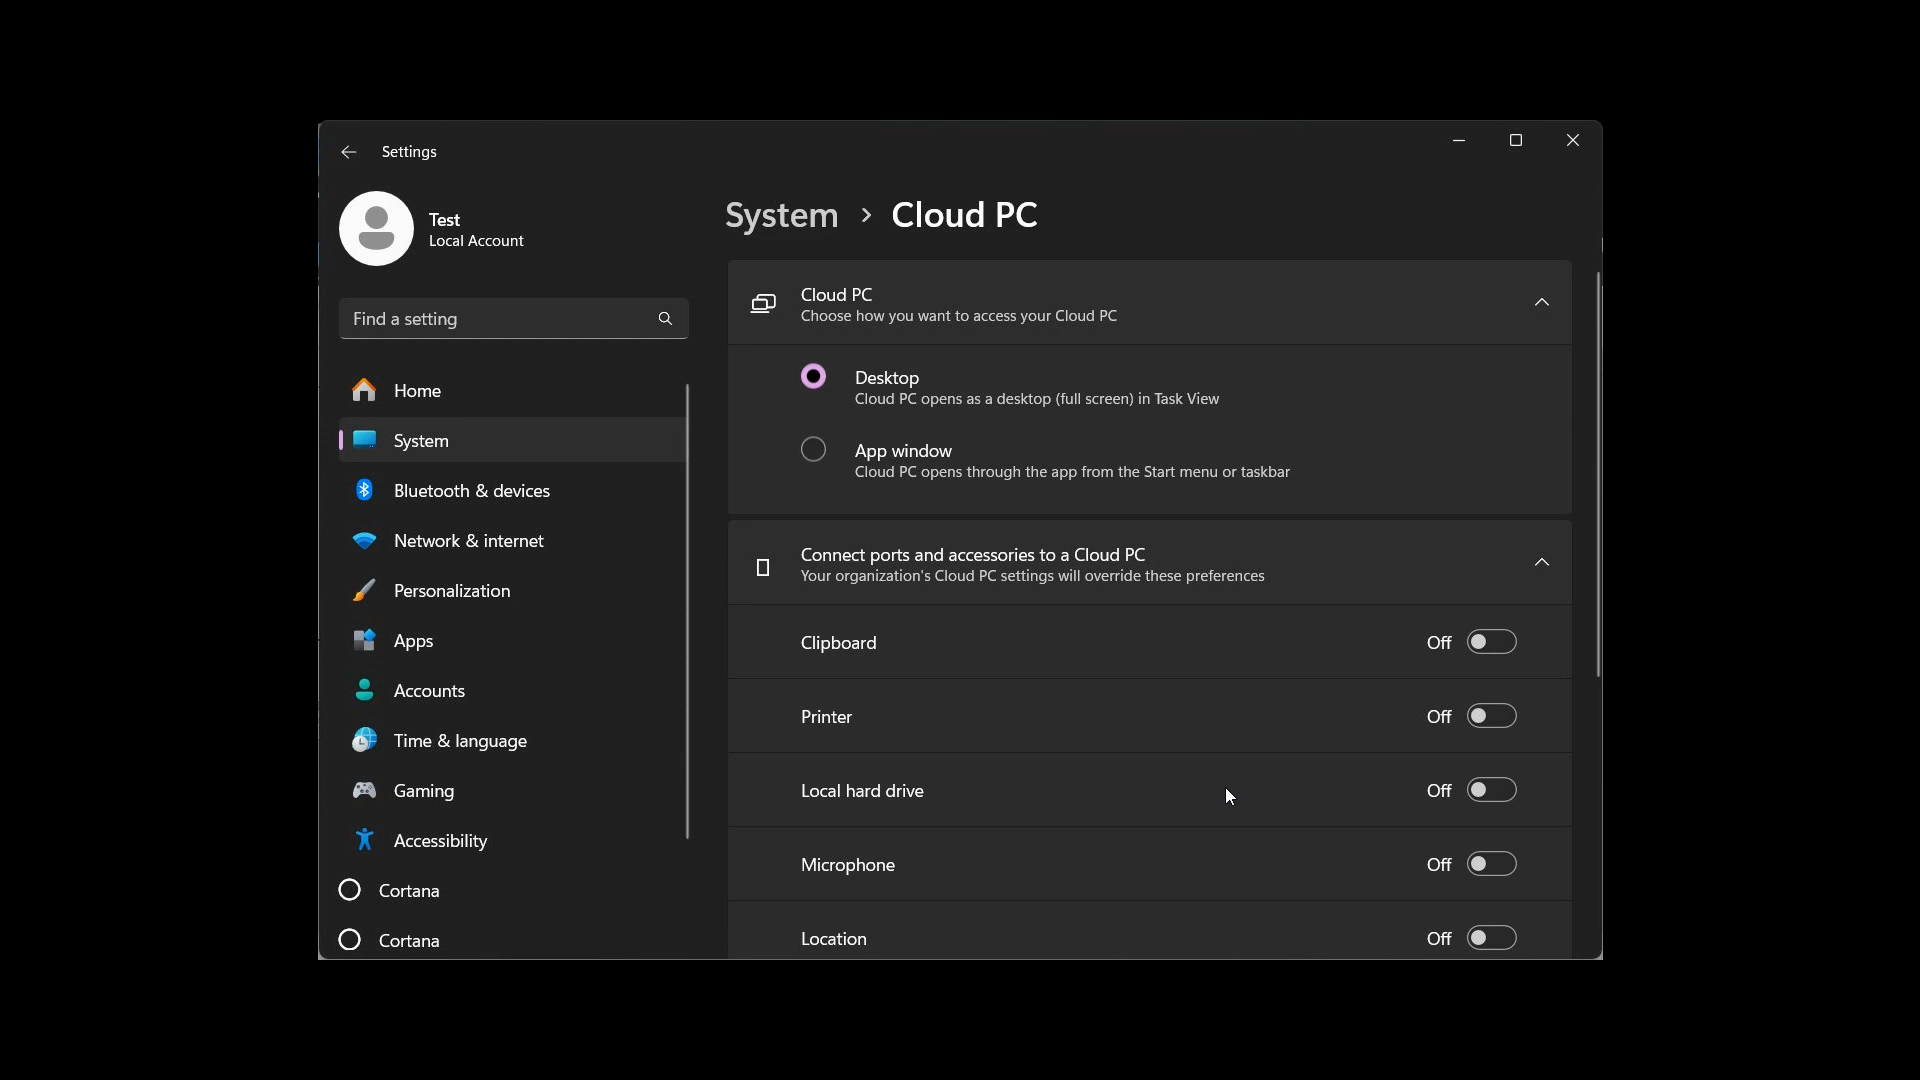 Settings
Test
Local Account
Find a setting
Home
System
Bluetooth & devices
Network & internet
Personalization
Apps
Accounts
Time & language
Gaming
Accessibility
Cortana
Cortana
System › Cloud PC
Cloud PC
Choose how you want to access your Cloud PC
Desktop
Cloud PC opens as a desktop (full screen) in Task View
App window
Cloud PC opens through the app from the Start menu or taskbar
Connect ports and accessories to a Cloud PC
Your organization's Cloud PC settings will override these preferences
Clipboard Off
Printer Off
Local hard drive Off
Microphone Off
Location Off